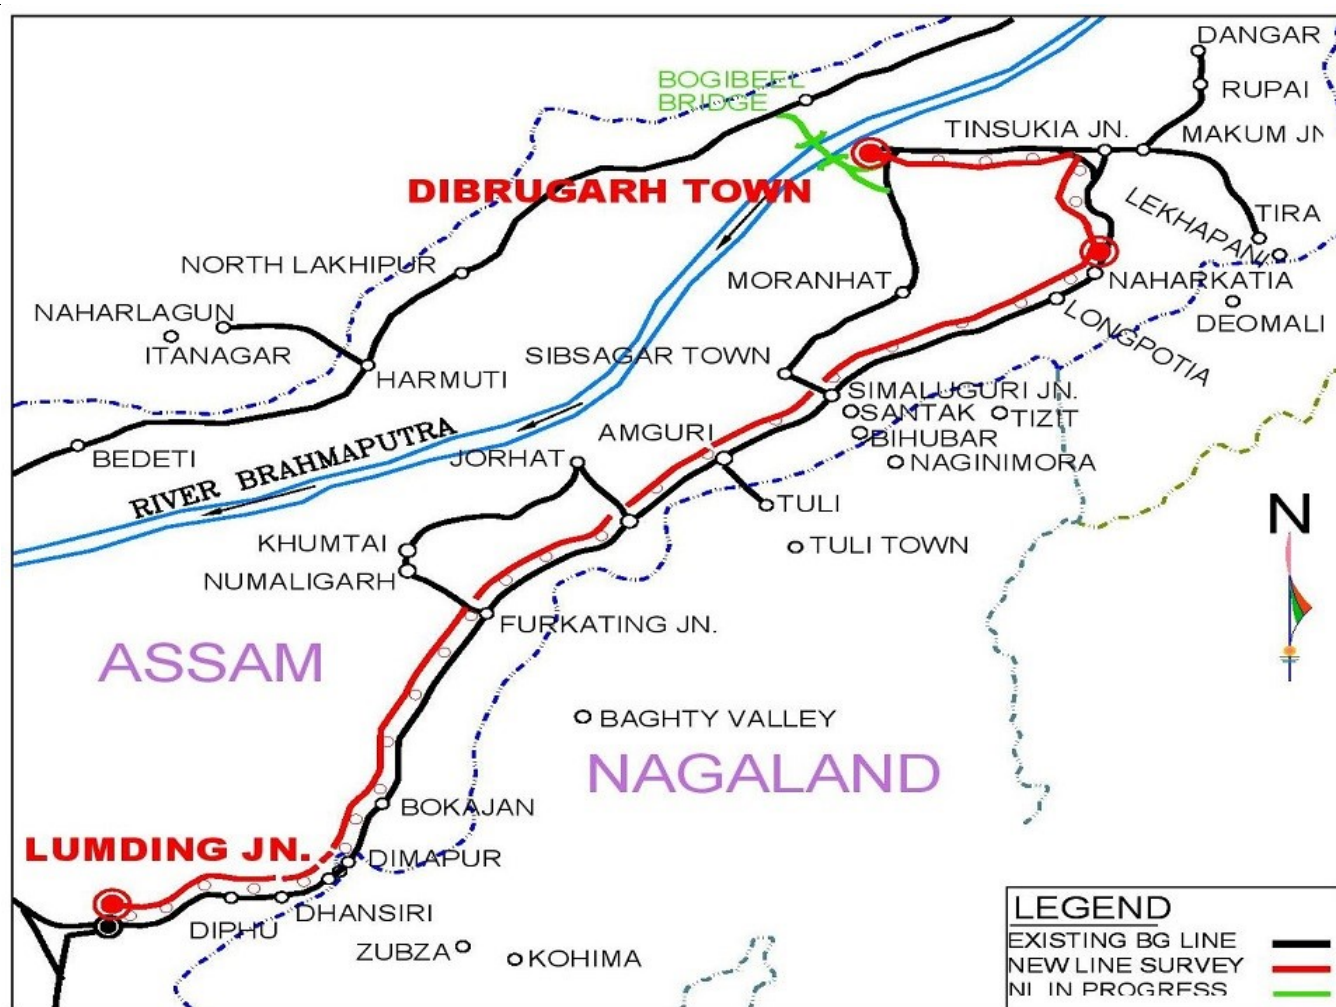 DANGAR
BOGIBEEL
BRIDGE
RUPAI
TINSUKIA JN.
MAKUM JN
DIBRUGARH TOWN
LEKHAPANI
TIRA
NORTH LAKHIPUR
MORANHAT
NAHARKATIA
NAHARLAGUN
DEOMALI
ITANAGAR
SIBSAGAR TOWN
LONGPOTIA
HARMUTI
SIMALUGURI JN.
SANTAK
TIZIT
BIHUBAR
AMGURI
RIVER BRAHMAPUTRA
BEDETI
JORHAT
NAGINIMORA
TULI
N
KHUMTAI
TULI TOWN
NUMALIGARH
FURKATING JN.
ASSAM
BAGHTY VALLEY
NAGALAND
BOKAJAN
LUMDING JN.
DIMAPUR
DHANSIRI
DIPHU
ZUBZA
KOHIMA
LEGEND
EXISTING BG LINE
NEW LINE SURVEY
NL IN PROGRESS